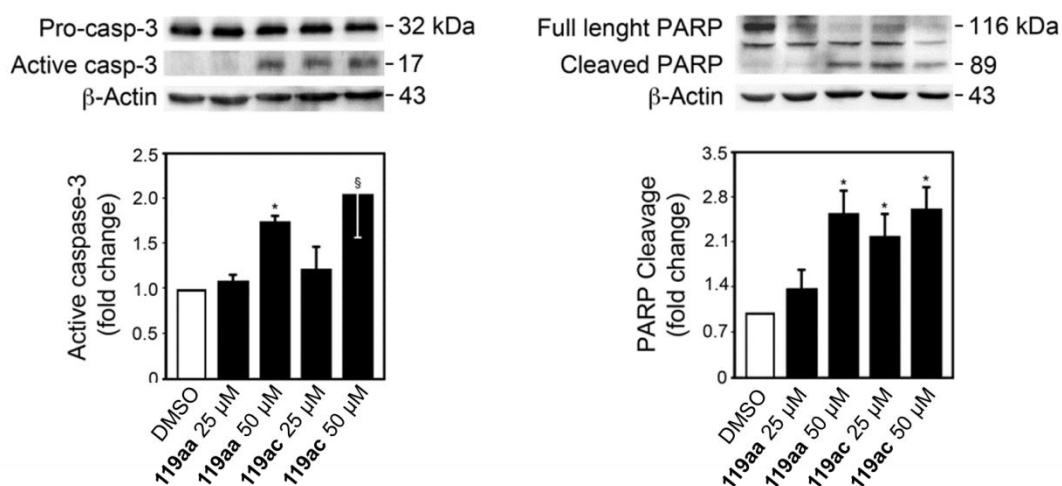 Pro-casp-3 - 32 kDa
Active casp-3 - 17
β-Actin - 43
Active caspase-3
(fold change)
2.5
2.0
1.5
1.0
0.5
0
*
§
DMSO
119aa 25 µM
119aa 50 µM
119ac 25 µM
119ac 50 µM
Full lenght PARP - 116 kDa
Cleaved PARP - 89
β-Actin - 43
PARP Cleavage
(fold change)
3.5
2.8
2.1
1.4
0.7
0
*
*
*
DMSO
119aa 25 µM
119aa 50 µM
119ac 25 µM
119ac 50 µM